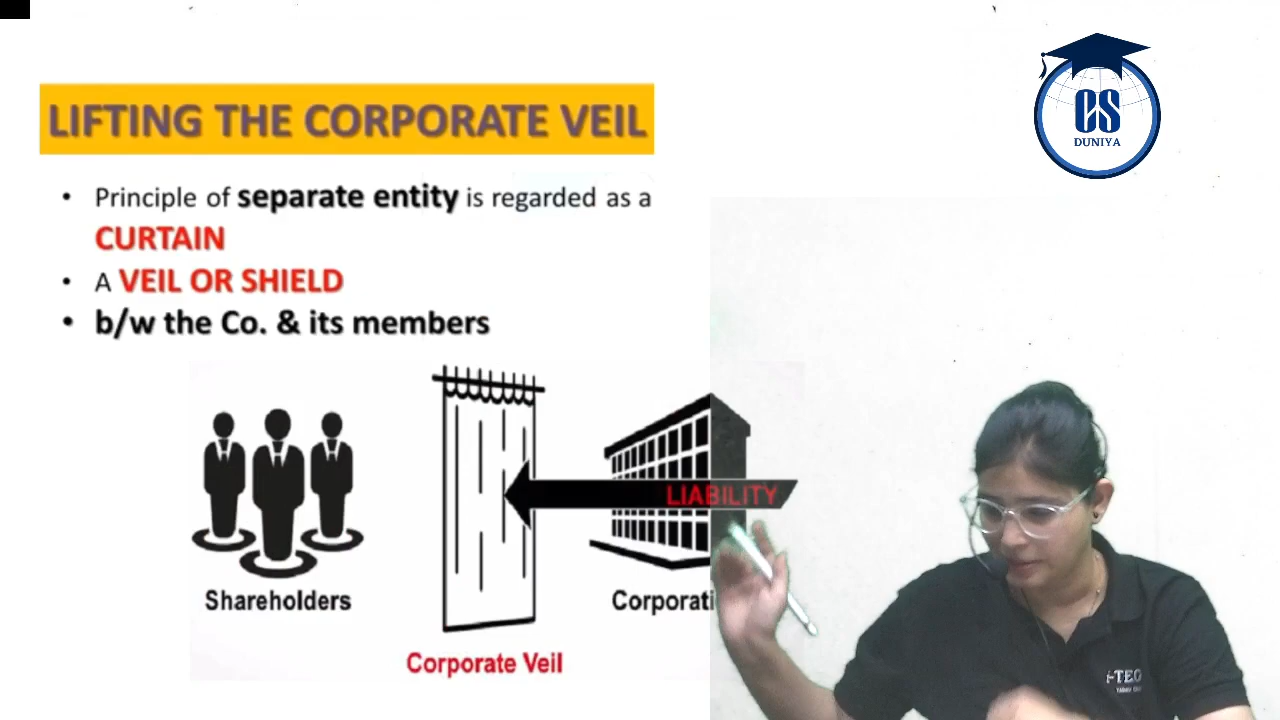 LIFTING THE CORPORATE VEIL
CS
DUNIYA
• Principle of separate entity is regarded as a
CURTAIN
• A VEIL OR SHIELD
• b/w the Co. & its members
LIABILITY
Shareholders
Corporati
Corporate Veil